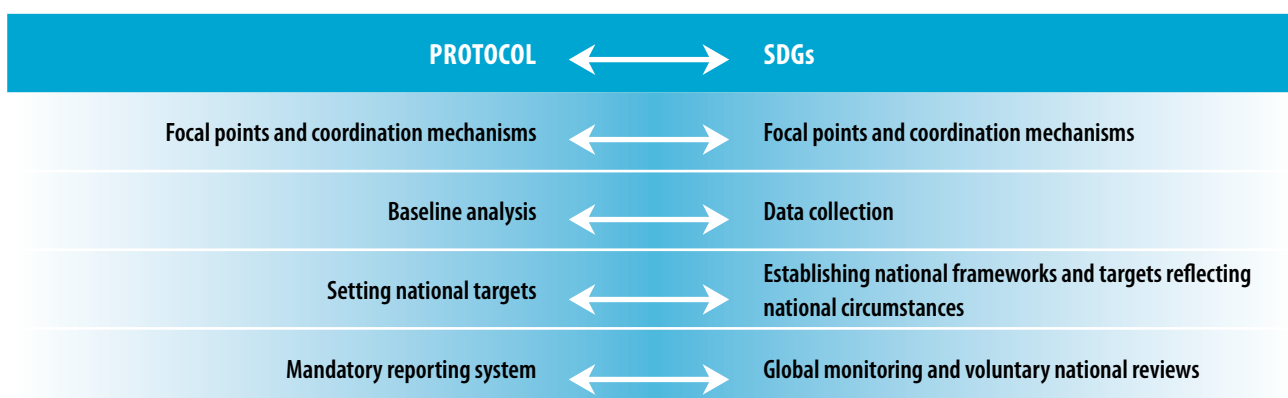 PROTOCOL SDGs
Focal points and coordination mechanisms Focal points and coordination mechanisms
Baseline analysis Data collection
Setting national targets Establishing national frameworks and targets reflecting
national circumstances
Mandatory reporting system Global monitoring and voluntary national reviews